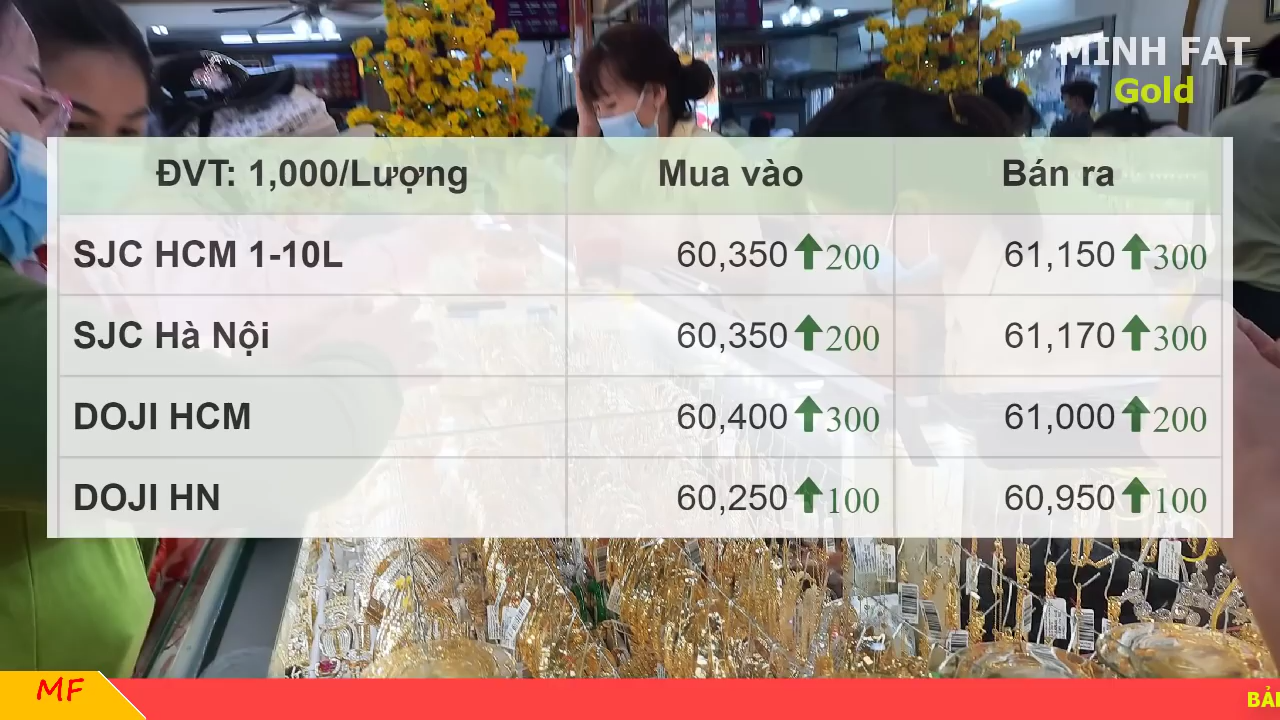 MINH FAT
Gold
ĐVT: 1,000/Lượng Mua vào Bán ra
SJC HCM 1-10L 60,350 200 61,150 300
SJC Hà Nội 60,350 200 61,170 300
DOJI HCM 60,400 300 61,000 200
DOJI HN 60,250 100 60,950 100
MF